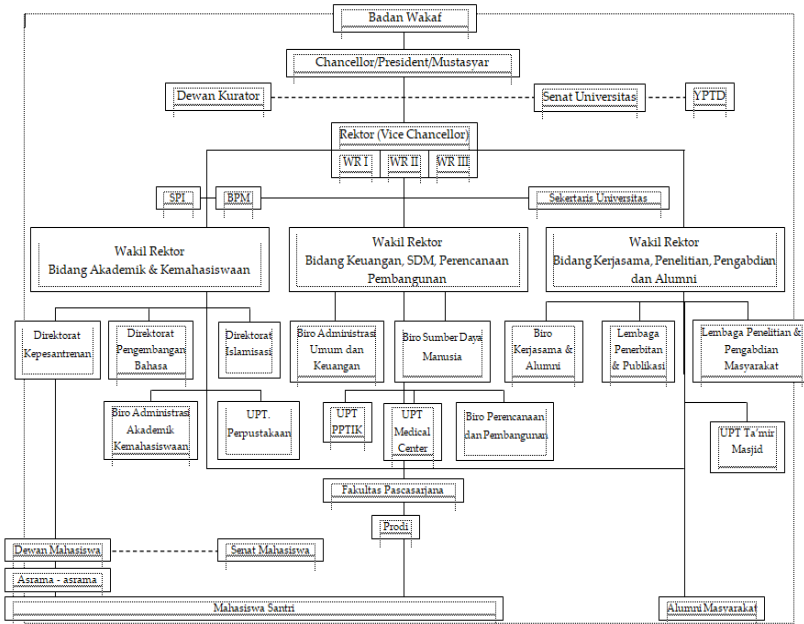 Badan Wakaf
Chancellor/President/Mustasyar
Dewan Kurator
Senat Universitas
YPTD
Rektor (Vice Chancellor)
WR I
WR II
WR III
SPI
BPM
Sekertaris Universitas
Wakil Rektor
Bidang Akademik & Kemahasiswaan
Wakil Rektor
Bidang Keuangan, SDM, Perencanaan
Pembangunan
Wakil Rektor
Bidang Kerjasama, Penelitian, Pengabdian
dan Alumni
Direktorat
Kepesantrenan
Direktorat
Pengembangan
Bahasa
Direktorat
Islamisasi
Biro Administrasi
Umum dan
Keuangan
Biro Sumber Daya
Manusia
Biro
Kerjasama &
Alumni
Lembaga
Penerbitan
& Publikasi
Lembaga Penelitian &
Pengabdian
Masyarakat
Biro Administrasi
Akademik
Kemahasiswaan
UPT.
Perpustakaan
UPT
PPTIK
UPT
Medical
Center
Biro Perencanaan
dan Pembangunan
UPT Ta'mir
Masjid
Fakultas Pascasarjana
Prodi
Dewan Mahasiswa
Senat Mahasiswa
Asrama - asrama
Mahasiswa Santri
Alumni Masyarakat